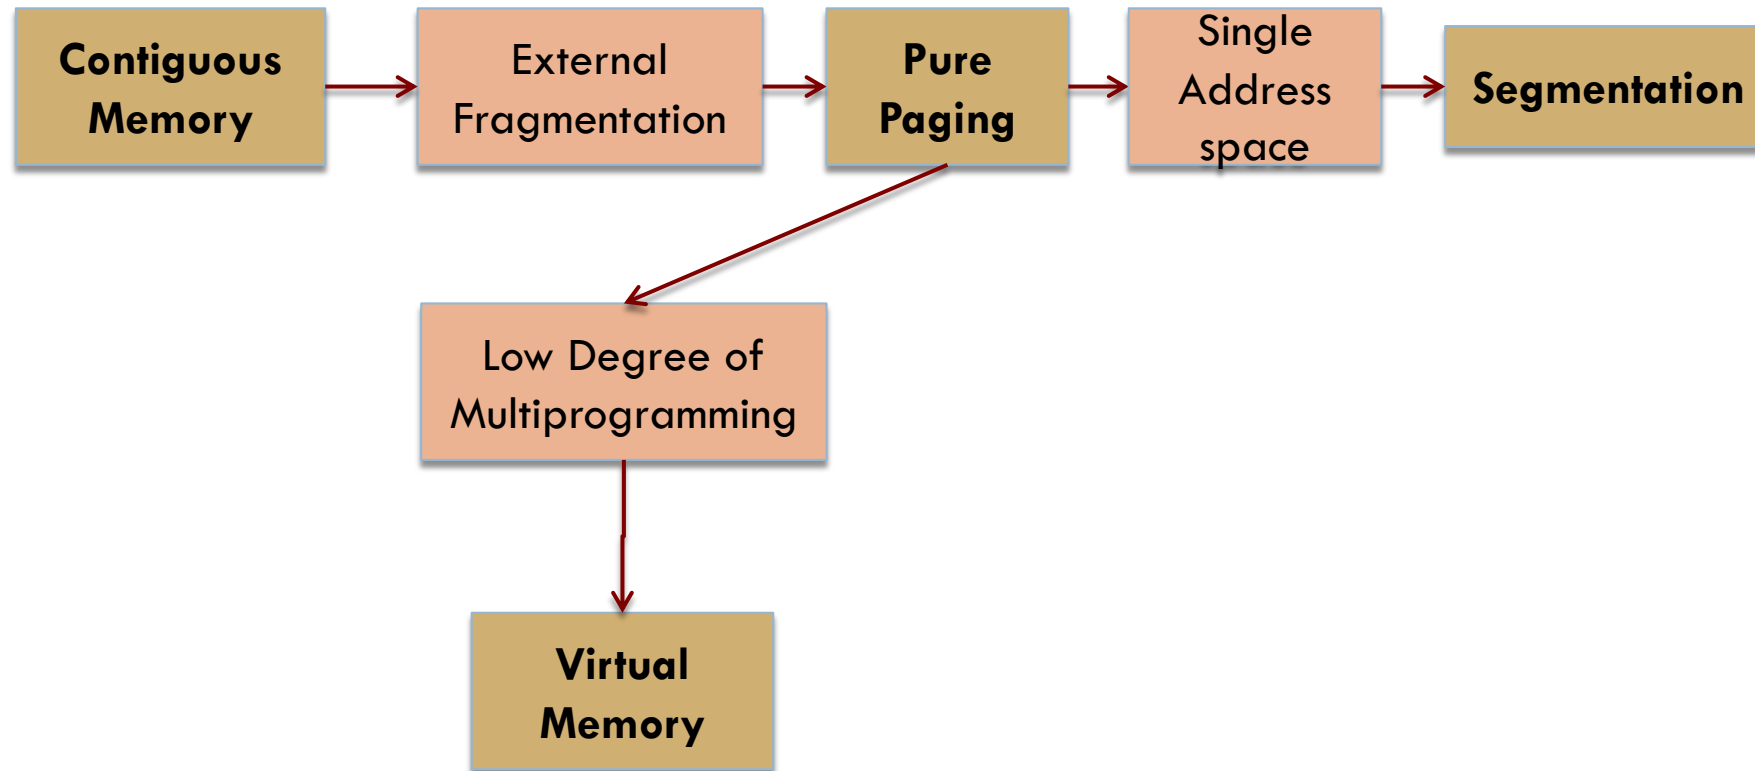 Contiguous
Memory
External
Fragmentation
Pure
Paging
Single
Address
space
Segmentation
Low Degree of
Multiprogramming
Virtual
Memory